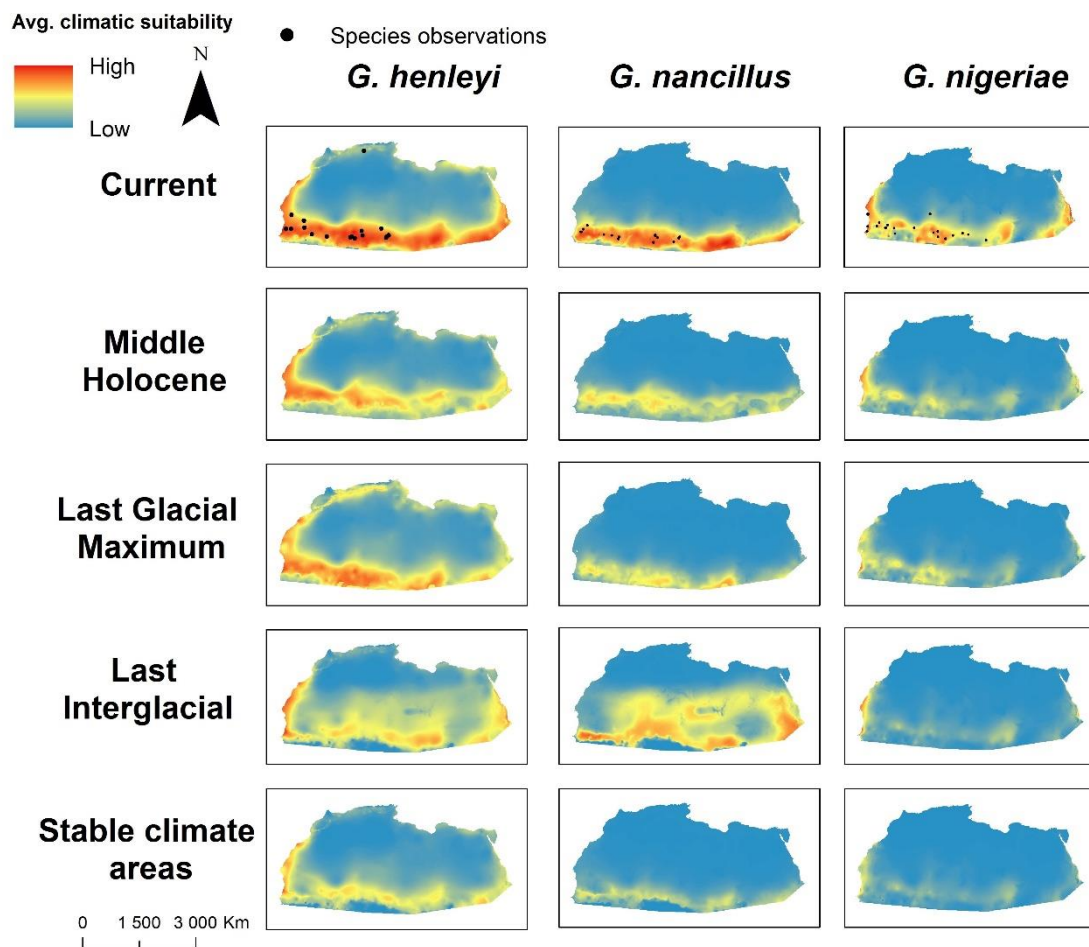 Avg. climatic suitability
High
Low
N
Species observations
G. henleyi
G. nancillus
G. nigeriae
Current
Middle
Holocene
Last Glacial
Maximum
Last
Interglacial
Stable climate
areas
0 1 500 3 000 Km